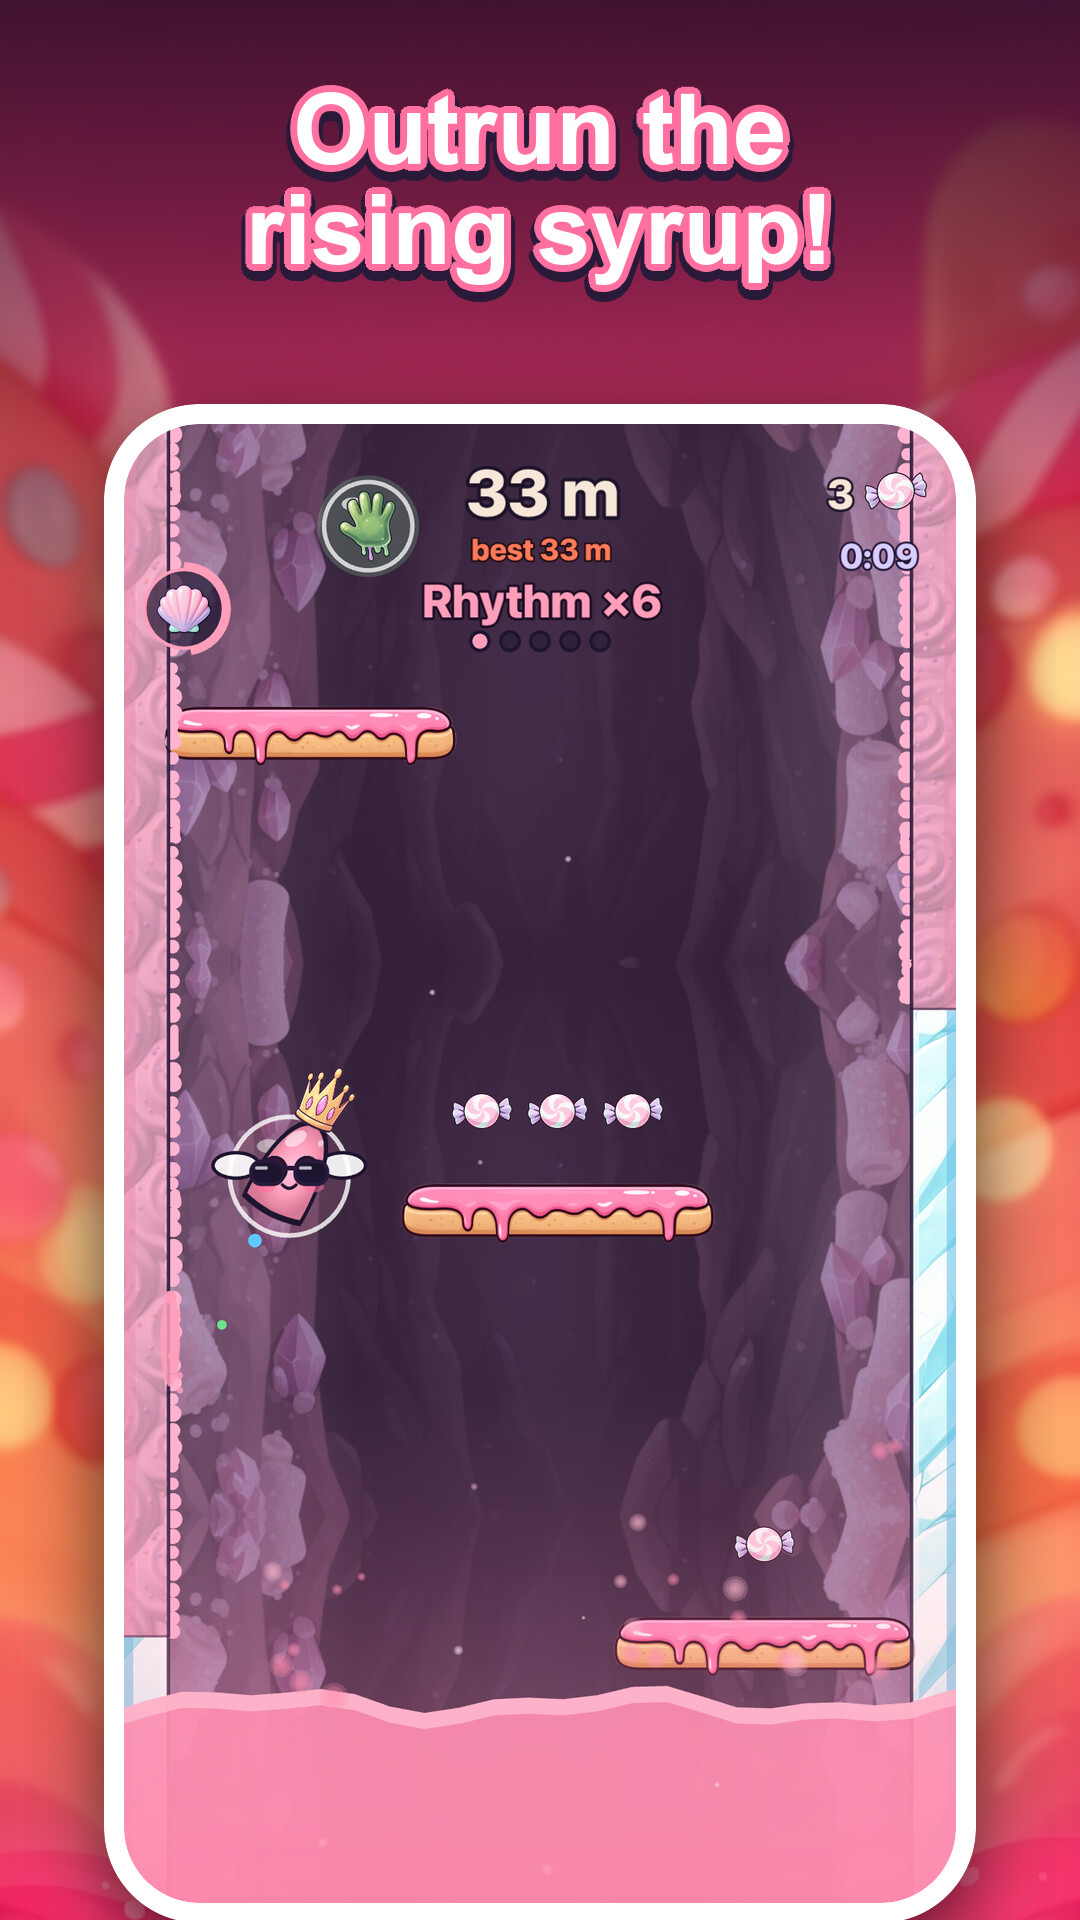 Outrun the
rising syrup!
33 m
3
best 33 m
0:09
Rhythm ×6